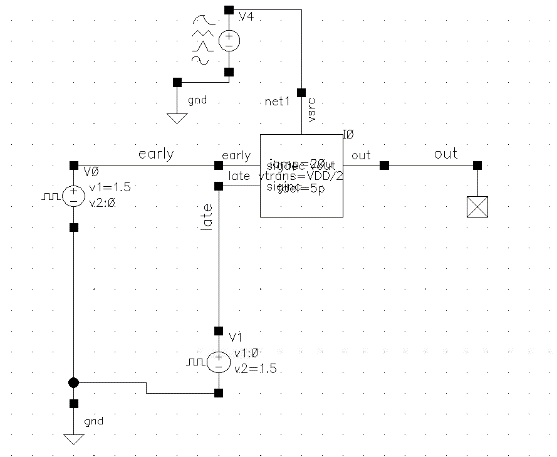 V4
gnd
net1
vsrc
I0
early
early
out
out
V0
v1=1.5
v2:0
late
vtrans=VDD/2
late
V1
v1:0
v2=1.5
gnd